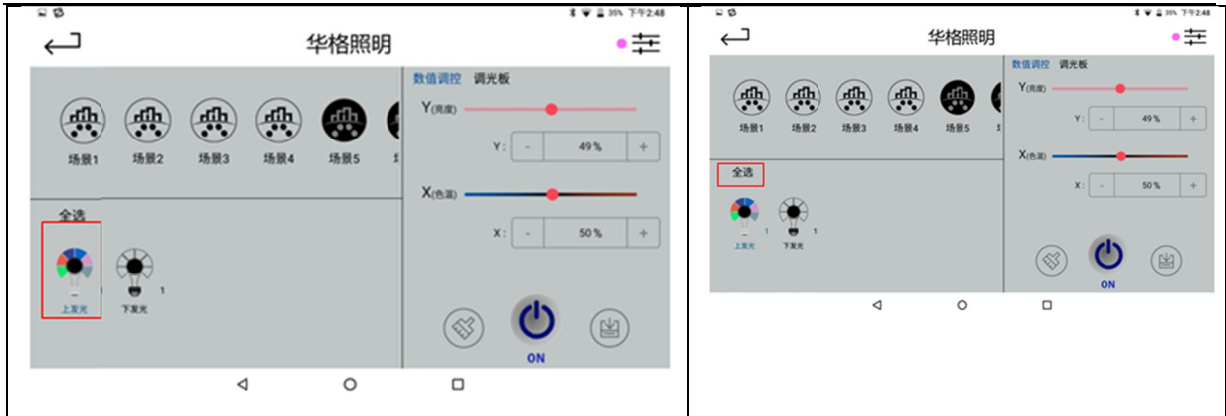 35% 下午2:48
华格照明
数值调控 调光板
Y(亮度)
Y: - 49% +
X(色温)
X: - 50% +
场景1 场景2 场景3 场景4 场景5
全选
1
上发光 下发光
ON
35% 下午2:48
华格照明
数值调控 调光板
Y(亮度)
Y: - 49% +
X(色温)
X: - 50% +
场景1 场景2 场景3 场景4 场景5
全选
1 1
上发光 下发光
ON